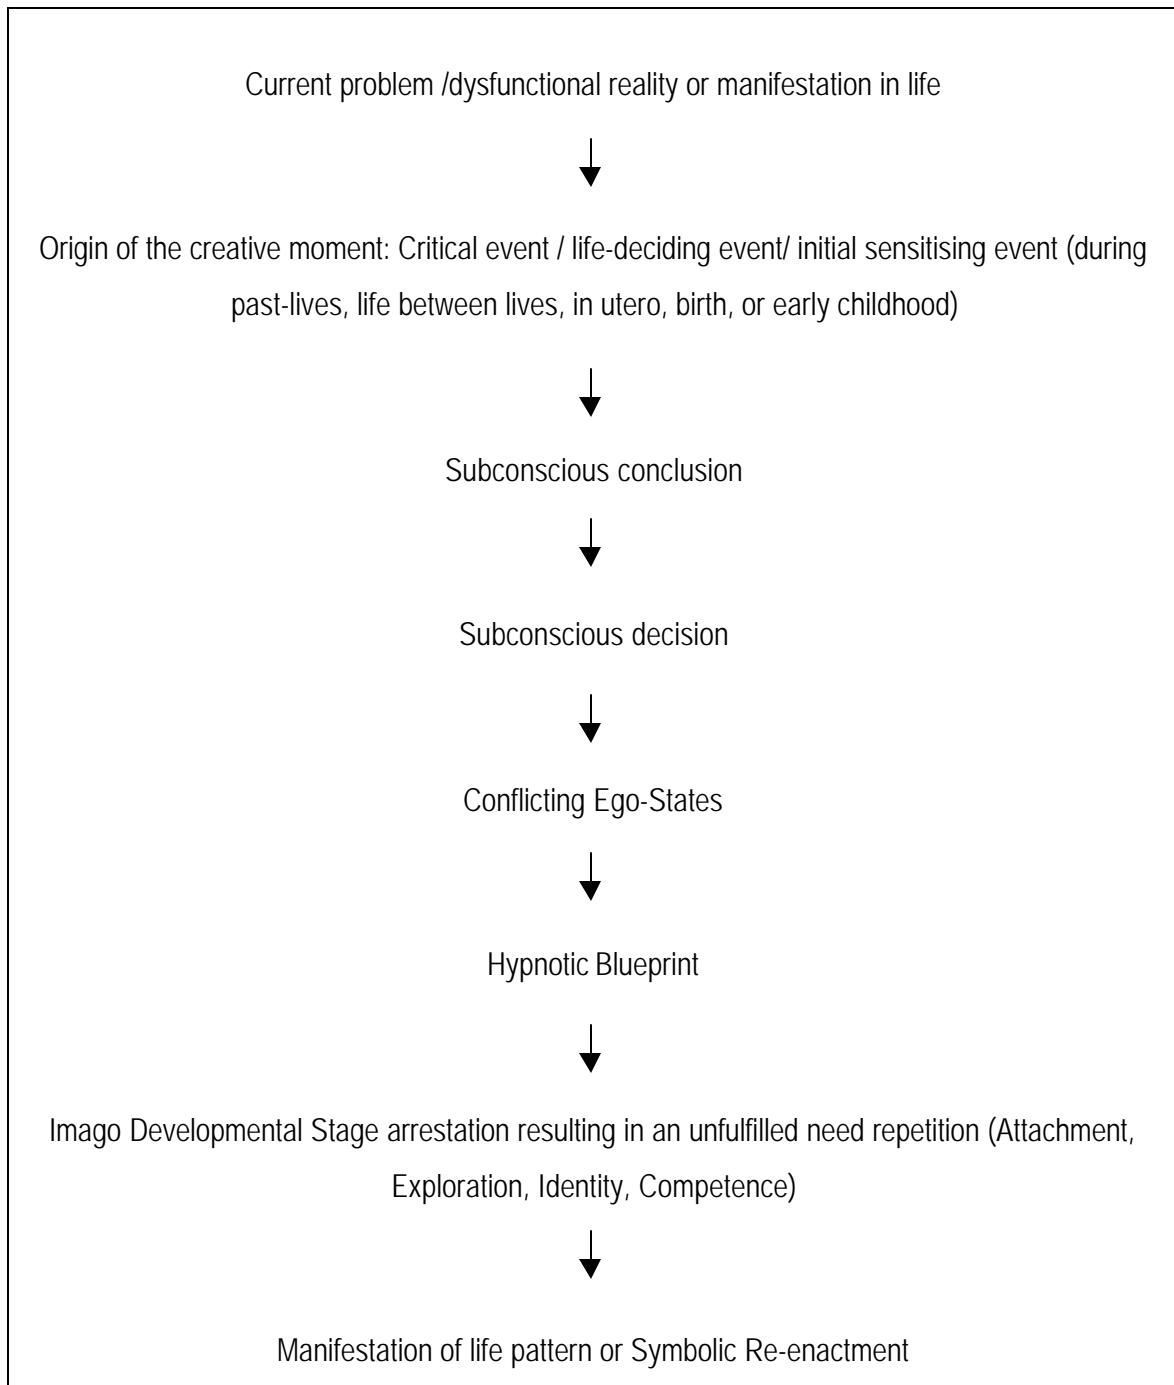 Current problem /dysfunctional reality or manifestation in life
Origin of the creative moment: Critical event / life-deciding event/ initial sensitising event (during
past-lives, life between lives, in utero, birth, or early childhood)
Subconscious conclusion
Subconscious decision
Conflicting Ego-States
Hypnotic Blueprint
Imago Developmental Stage arrestation resulting in an unfulfilled need repetition (Attachment,
Exploration, Identity, Competence)
Manifestation of life pattern or Symbolic Re-enactment